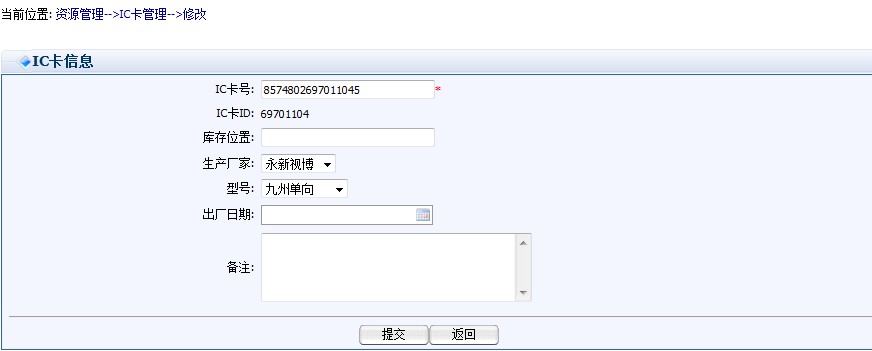 当前位置: 资源管理-->IC卡管理-->修改
IC卡信息
IC卡号: 8574802697011045 *
IC卡ID: 69701104
库存位置:
生产厂家: 永新视博
型号: 九州单向
出厂日期:
备注:
提交 返回